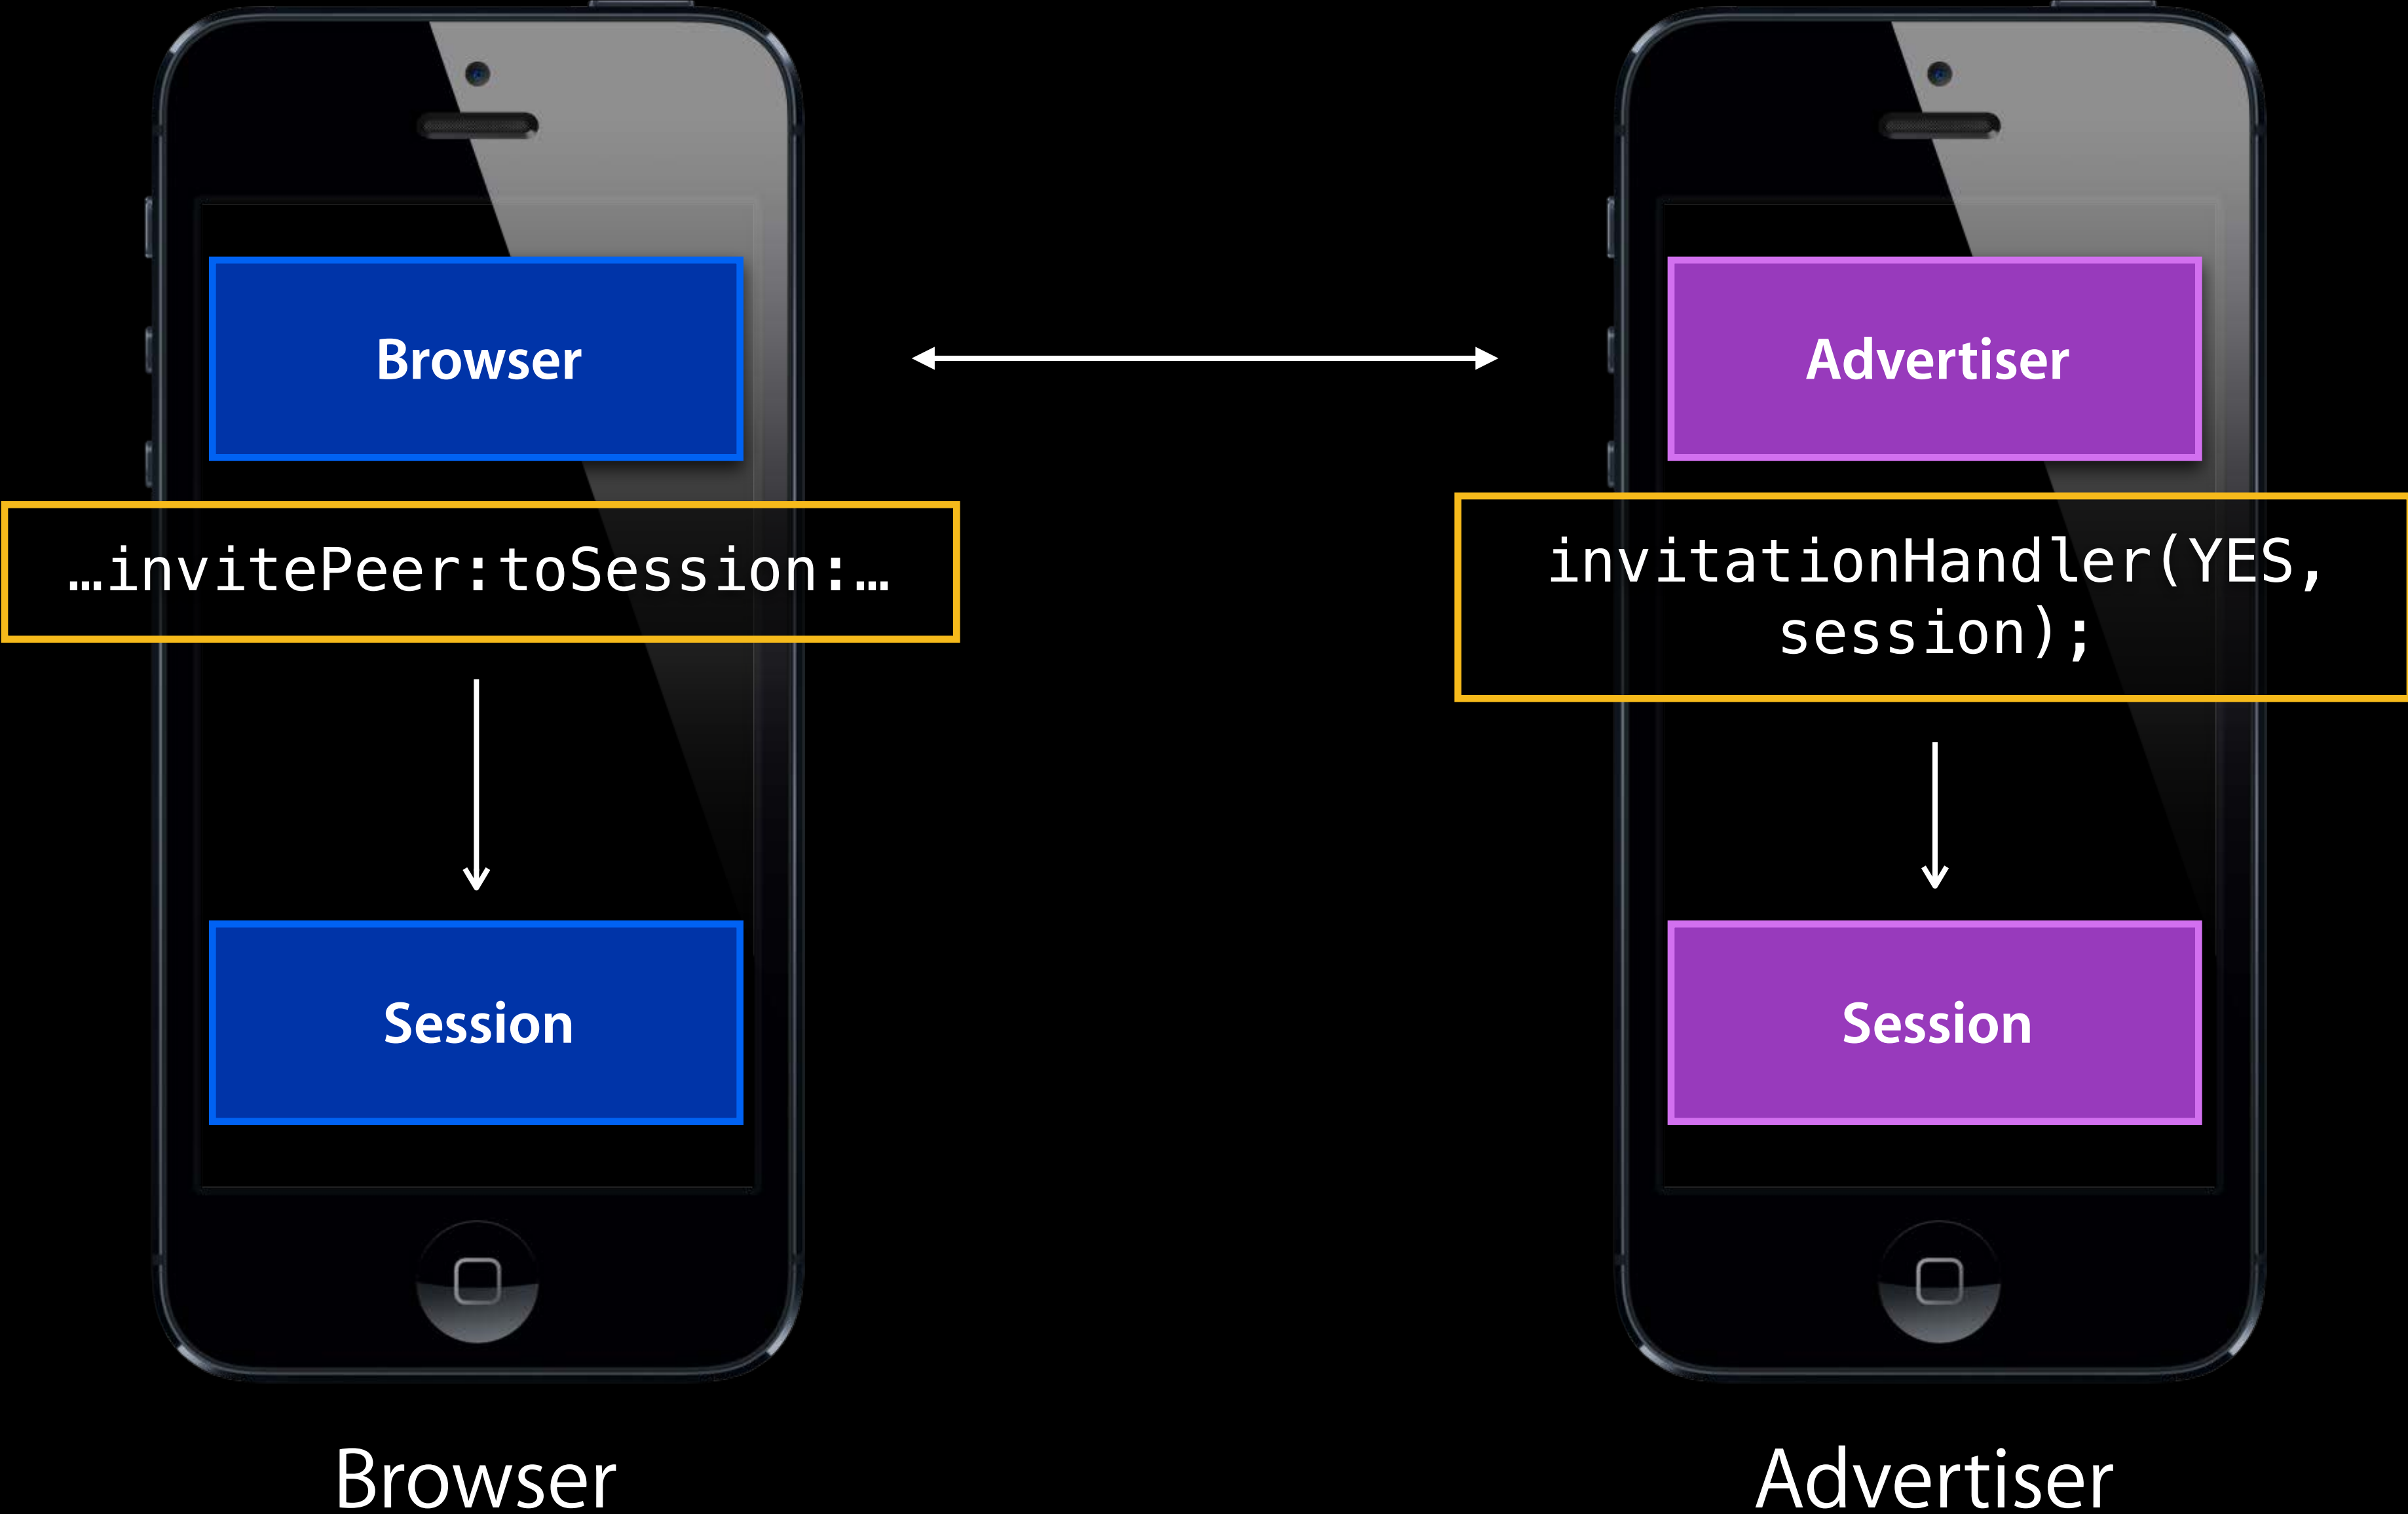 Browser
Advertiser
…invitePeer:toSession:…
invitationHandler(YES,
session);
Session
Session
Browser
Advertiser